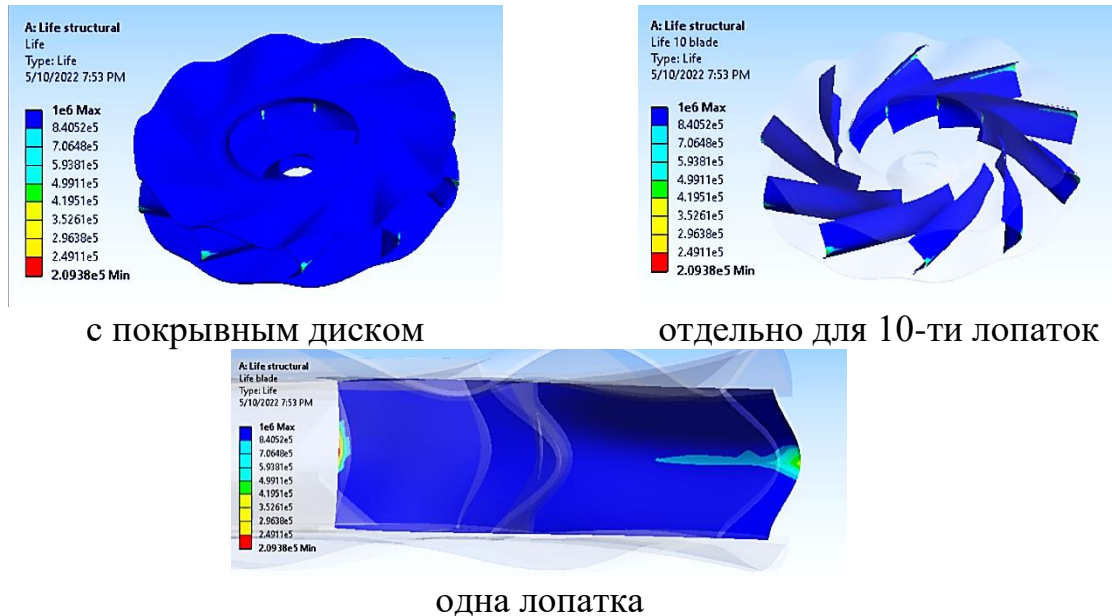 A: Life structural
Life
Type: Life
5/10/2022 7:53 PM
1e6 Max
8.4052e5
7.0648e5
5.9381e5
4.9911e5
4.1951e5
3.5261e5
2.9638e5
2.4911e5
2.0938e5 Min
A: Life structural
Life 10 blade
Type: Life
5/10/2022 7:53 PM
1e6 Max
8.4052e5
7.0648e5
5.9381e5
4.9911e5
4.1951e5
3.5261e5
2.9638e5
2.4911e5
2.0938e5 Min
с покрывным диском
отдельно для 10-ти лопаток
A: Life structural
Life blade
Type: Life
5/10/2022 7:53 PM
1e6 Max
8.4052e5
7.0648e5
5.9381e5
4.9911e5
4.1951e5
3.5261e5
2.9638e5
2.4911e5
2.0938e5 Min
одна лопатка